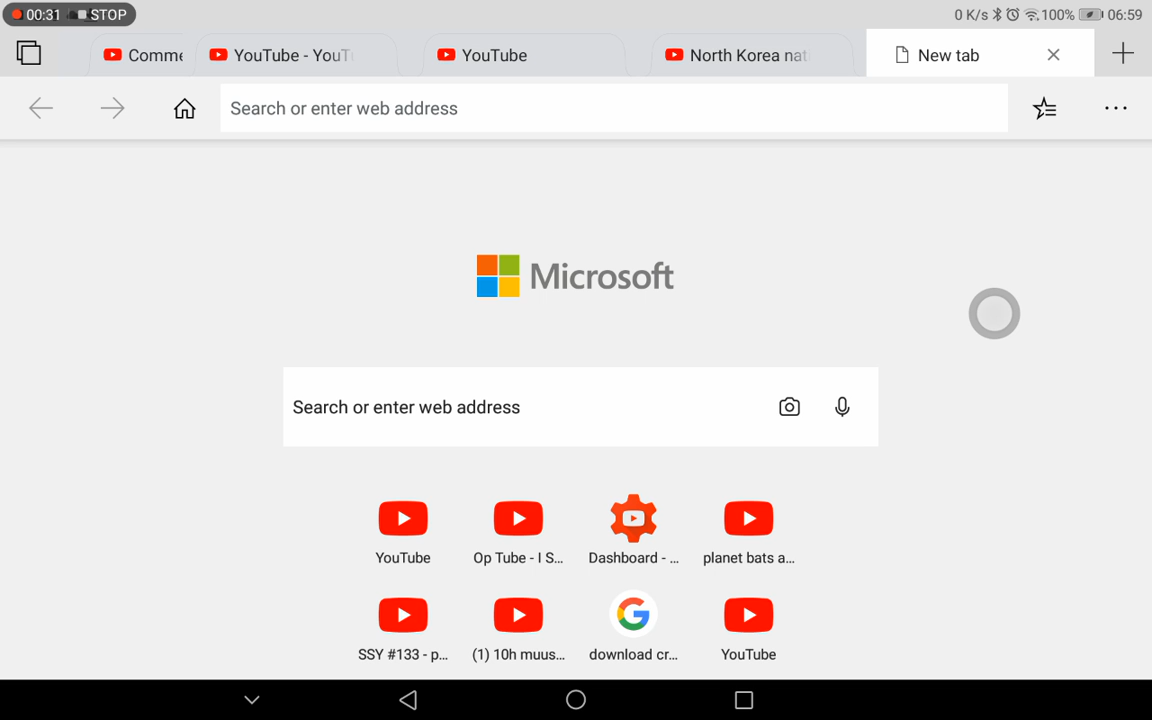 00:31 STOP
0 K/s 100% 06:59
Comme
YouTube - YouT
YouTube
North Korea nat
New tab
Search or enter web address
Microsoft
Search or enter web address
YouTube
Op Tube - I S...
Dashboard - ...
planet bats a...
SSY #133 - p...
(1) 10h muus...
download cr...
YouTube